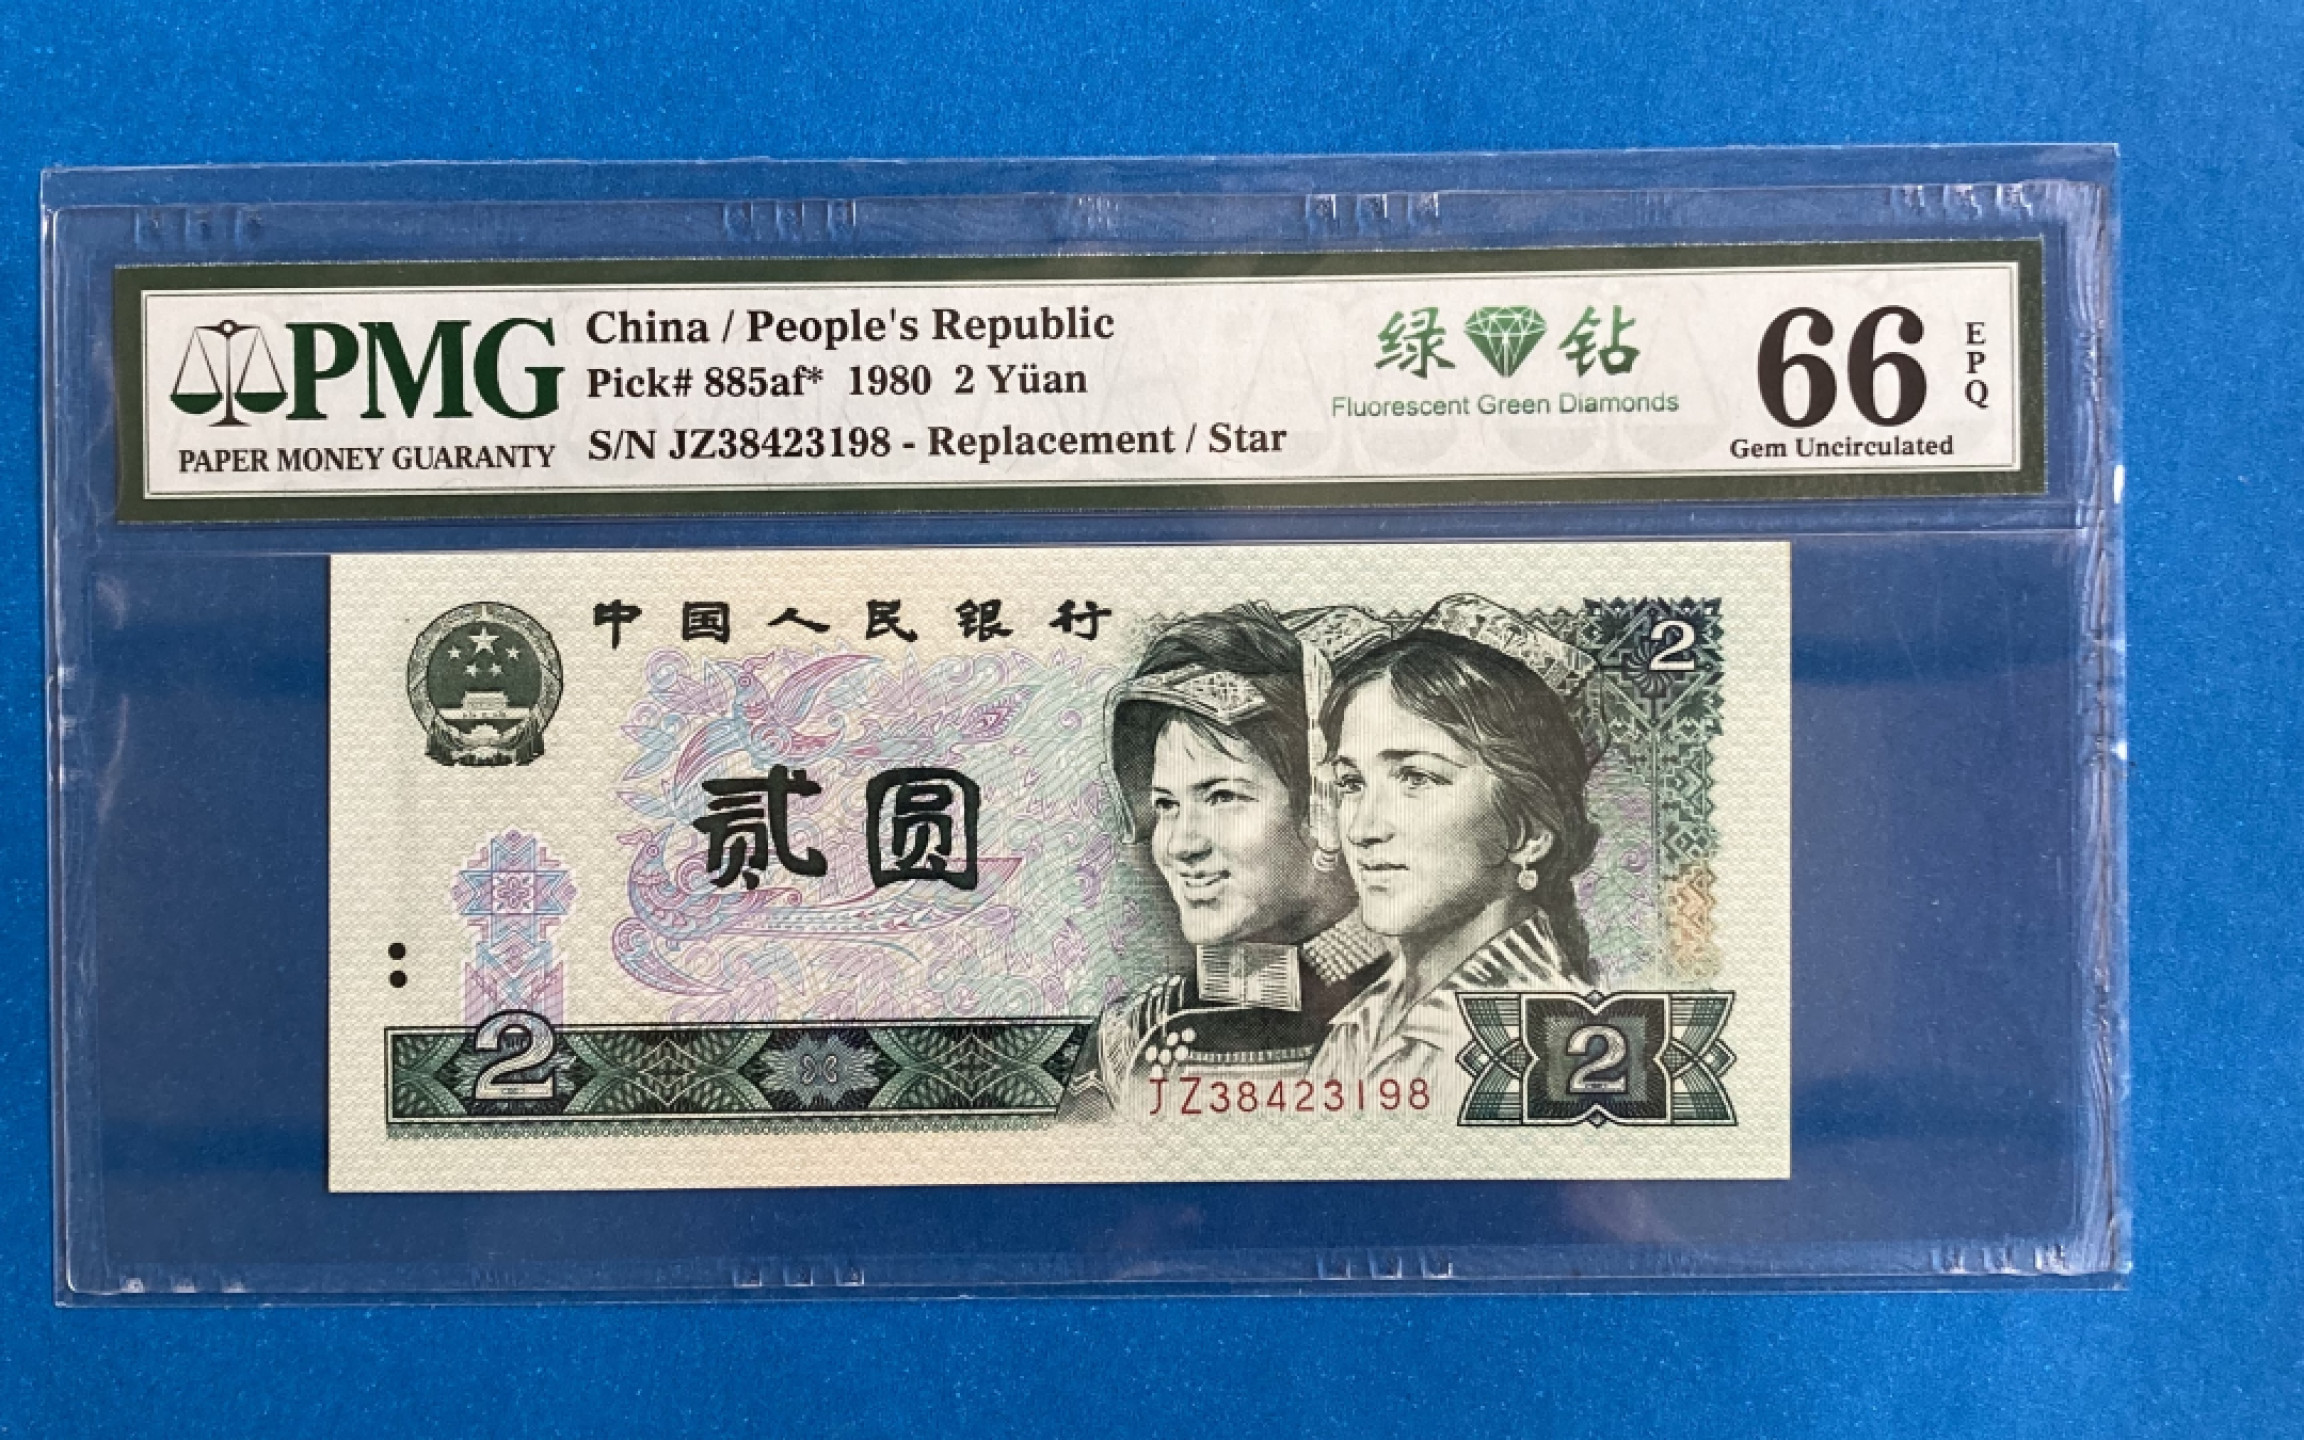 PMG
PAPER MONEY GUARANTY
China / People's Republic
Pick# 885af* 1980 2 Yüan
S/N JZ38423198 - Replacement / Star
绿 钻
Fluorescent Green Diamonds
66
EPQ
Gem Uncirculated
中国人民银行
2
贰圆
2
JZ38423198
2